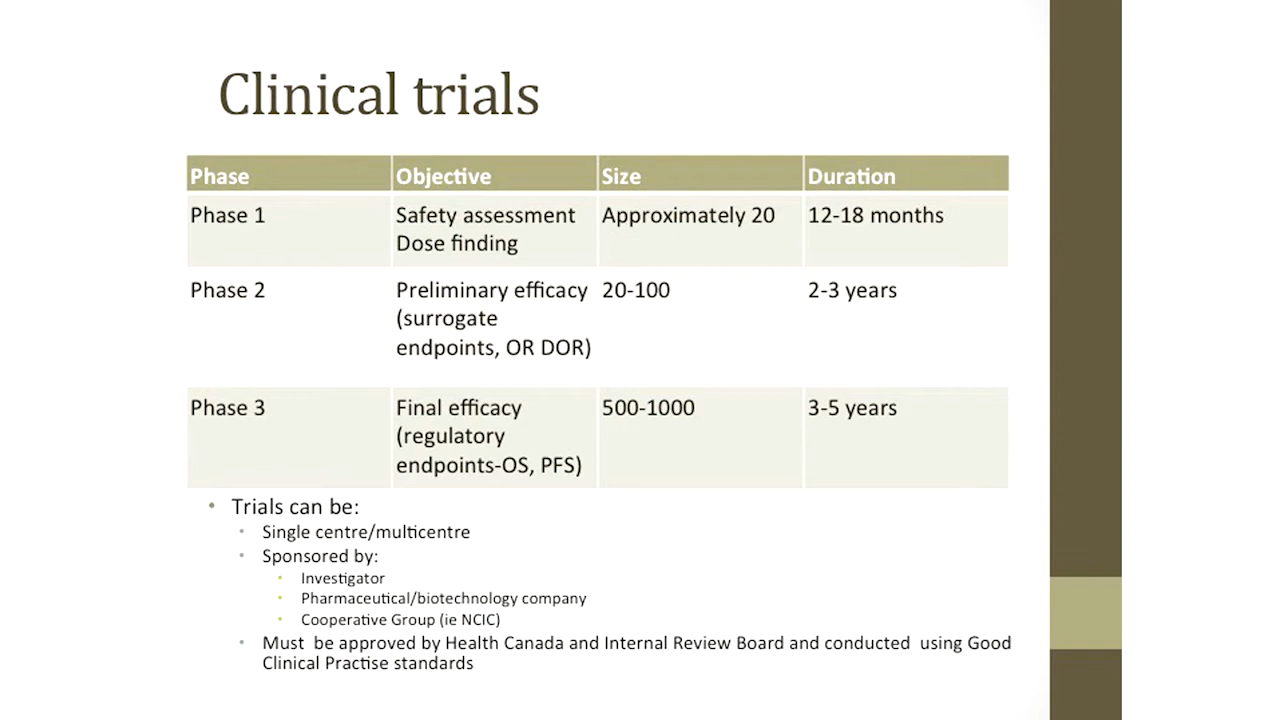 Clinical trials
Phase Objective Size Duration
Phase 1 Safety assessment Approximately 20 12-18 months
Dose finding
Phase 2 Preliminary efficacy 20-100 2-3 years
(surrogate
endpoints, OR DOR)
Phase 3 Final efficacy 500-1000 3-5 years
(regulatory
endpoints-OS, PFS)
• Trials can be:
• Single centre/multicentre
• Sponsored by:
• Investigator
• Pharmaceutical/biotechnology company
• Cooperative Group (ie NCIC)
• Must be approved by Health Canada and Internal Review Board and conducted using Good
Clinical Practise standards